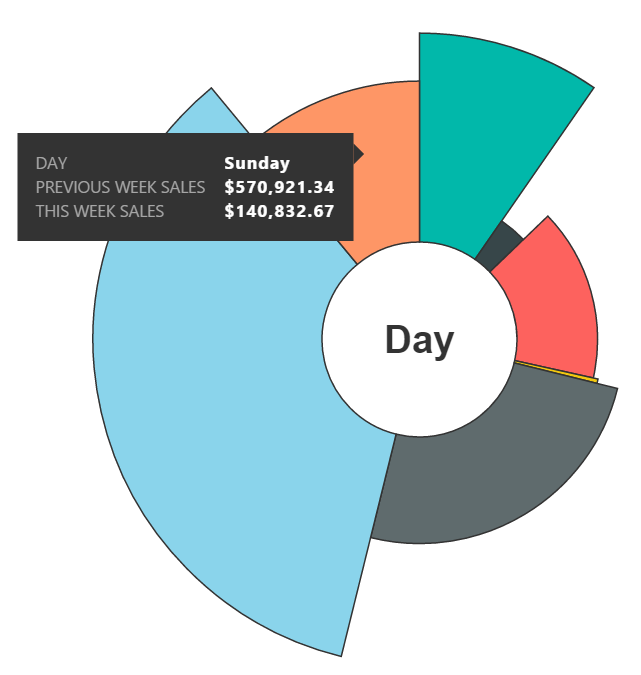 DAY Sunday
PREVIOUS WEEK SALES $570,921.34
THIS WEEK SALES $140,832.67
Day